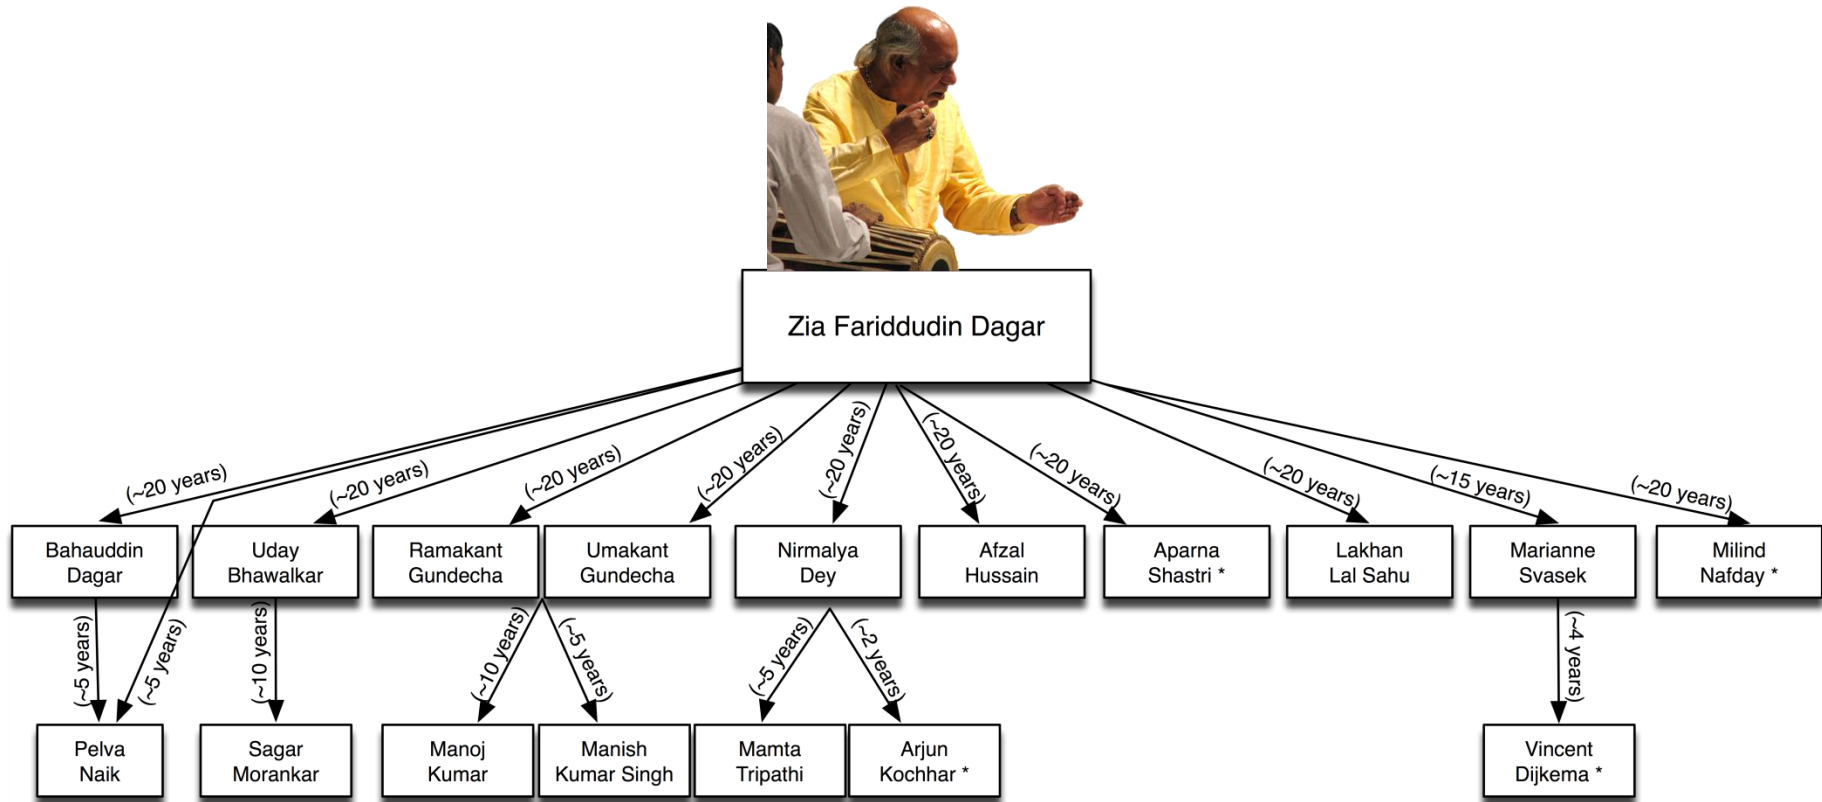 Zia Fariddudin Dagar
(~20 years)
(~20 years)
(~20 years)
(~20 years)
(~20 years)
(~20 years)
(~20 years)
(~20 years)
(~15 years)
(~20 years)
Bahauddin
Dagar
Uday
Bhawalkar
Ramakant
Gundecha
Umakant
Gundecha
Nirmalya
Dey
Afzal
Hussain
Aparna
Shastri *
Lakhan
Lal Sahu
Marianne
Svasek
Milind
Nafday *
(~5 years)
(~5 years)
(~10 years)
(~10 years)
(~5 years)
(~5 years)
(~2 years)
(~4 years)
Pelva
Naik
Sagar
Morankar
Manoj
Kumar
Manish
Kumar Singh
Mamta
Tripathi
Arjun
Kochhar *
Vincent
Dijkema *